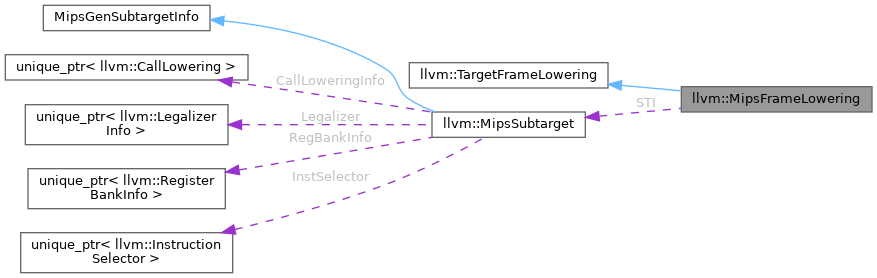 MipsGenSubtargetInfo
unique_ptr< llvm::CallLowering >
CallLoweringInfo
llvm::TargetFrameLowering
llvm::MipsFrameLowering
STI
unique_ptr< llvm::Legalizer
Info >
Legalizer
llvm::MipsSubtarget
RegBankInfo
unique_ptr< llvm::Register
BankInfo >
InstSelector
unique_ptr< llvm::Instruction
Selector >